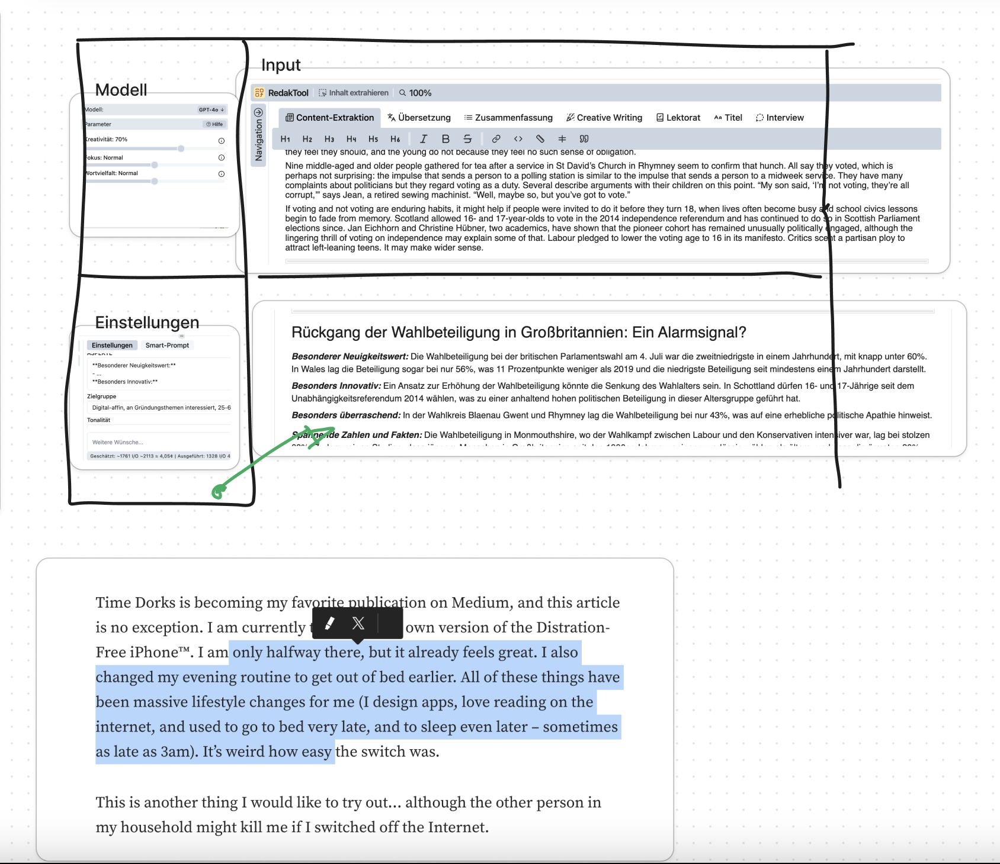 Input
Modell
RedakTool
Inhalt extrahieren
100%
Modell:
GPT-4o
Parameter
Hilfe
Kreativität: 70%
Fokus: Normal
Wortvielfalt: Normal
Navigation
Content-Extraktion
Übersetzung
Zusammenfassung
Creative Writing
Lektorat
Aa Titel
Interview
H1 H2 H3 H4 H5 H6 I B S
they feel they should, and the young do not because they feel no such sense of obligation.
Nine middle-aged and older people gathered for tea after a service in St David's Church in Rhymney seem to confirm that hunch. All say they voted, which is
perhaps not surprising: the impulse that sends a person to a polling station is similar to the impulse that sends a person to a midweek service. They have many
complaints about politicians but they regard voting as a duty. Several describe arguments with their children on this point. “My son said, ‘I'm not voting, they're all
corrupt,’” says Jean, a retired sewing machinist. “Well, maybe so, but you've got to vote.”
If voting and not voting are enduring habits, it might help if people were invited to do it before they turn 18, when lives often become busy and school civics lessons
begin to fade from memory. Scotland allowed 16- and 17-year-olds to vote in the 2014 independence referendum and has continued to do so in Scottish Parliament
elections since. Jan Eichhorn and Christine Hübner, two academics, have shown that the pioneer cohort has remained unusually politically engaged, although the
lingering thrill of voting on independence may explain some of that. Labour pledged to lower the voting age to 16 in its manifesto. Critics scent a partisan ploy to
attract left-leaning teens. It may make wider sense.
Einstellungen
Einstellungen
Smart-Prompt
ASPEKTE
**Besonderer Neuigkeitswert:**
- ...
**Besonders Innovativ:**
Zielgruppe
Digital-affin, an Gründungsthemen interessiert, 25-6
Tonalität
Weitere Wünsche...
Geschätzt: ~1761 I/O ~2113 ≈ 4,05¢ | Ausgeführt: 1328 I/O 4
Rückgang der Wahlbeteiligung in Großbritannien: Ein Alarmsignal?
Besonderer Neuigkeitswert: Die Wahlbeteiligung bei der britischen Parlamentswahl am 4. Juli war die zweitniedrigste in einem Jahrhundert, mit knapp unter 60%.
In Wales lag die Beteiligung sogar bei nur 56%, was 11 Prozentpunkte weniger als 2019 und die niedrigste Beteiligung seit mindestens einem Jahrhundert darstellt.
Besonders Innovativ: Ein Ansatz zur Erhöhung der Wahlbeteiligung könnte die Senkung des Wahlalters sein. In Schottland dürfen 16- und 17-Jährige seit dem
Unabhängigkeitsreferendum 2014 wählen, was zu einer anhaltend hohen politischen Beteiligung in dieser Altersgruppe geführt hat.
Besonders überraschend: In der Wahlkreis Blaenau Gwent und Rhymney lag die Wahlbeteiligung bei nur 43%, was auf eine erhebliche politische Apathie hinweist.
Spannende Zahlen und Fakten: Die Wahlbeteiligung in Monmouthshire, wo der Wahlkampf zwischen Labour und den Konservativen intensiver war, lag bei stolzen
Time Dorks is becoming my favorite publication on Medium, and this article
is no exception. I am currently own version of the Distration-
Free iPhone™. I am only halfway there, but it already feels great. I also
changed my evening routine to get out of bed earlier. All of these things have
been massive lifestyle changes for me (I design apps, love reading on the
internet, and used to go to bed very late, and to sleep even later – sometimes
as late as 3am). It's weird how easy the switch was.
This is another thing I would like to try out... although the other person in
my household might kill me if I switched off the Internet.